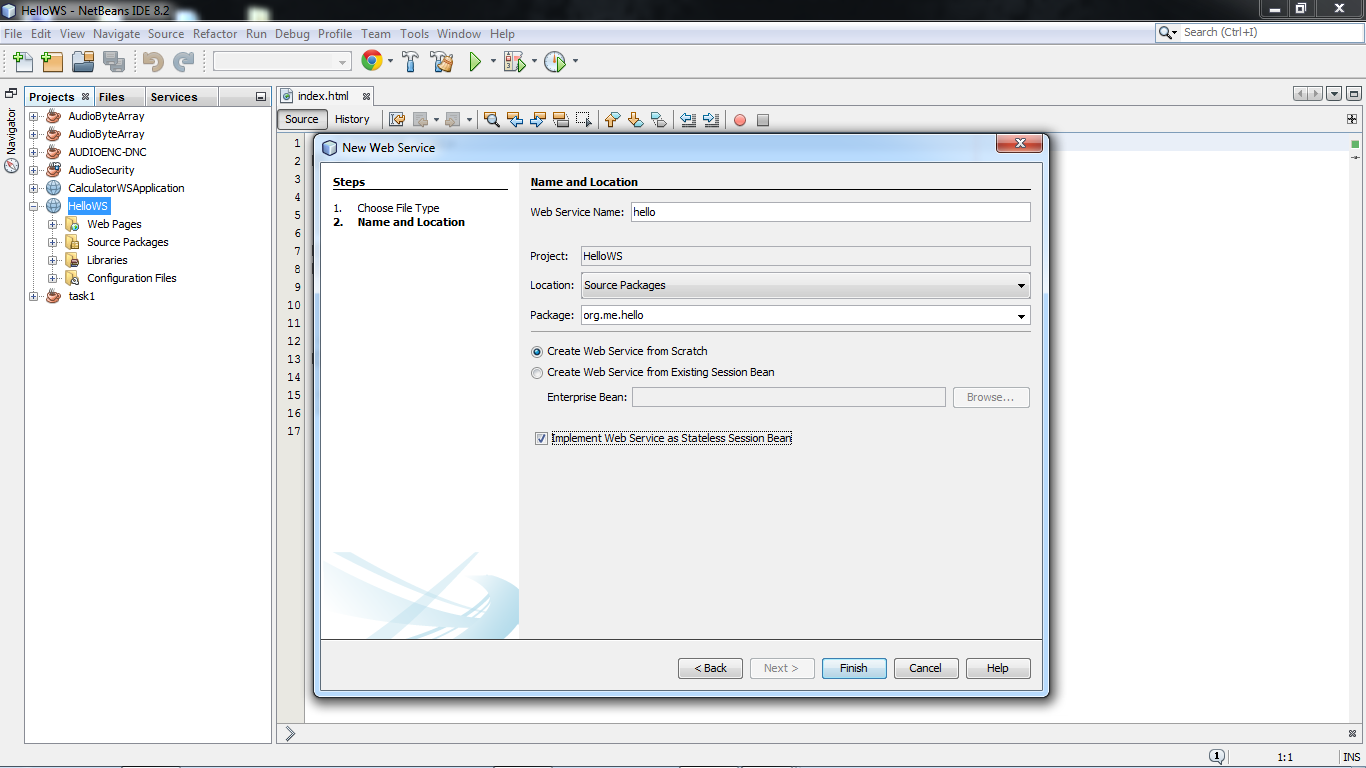 HelloWS - NetBeans IDE 8.2
File Edit View Navigate Source Refactor Run Debug Profile Team Tools Window Help
Search (Ctrl+I)
Navigator
Projects Files Services
AudioByteArray
AudioByteArray
AUDIOENC-DNC
AudioSecurity
CalculatorWSApplication
HelloWS
Web Pages
Source Packages
Libraries
Configuration Files
task1
index.html
Source History
1
2
3
4
5
6
7
8
9
10
11
12
13
14
15
16
17
New Web Service
Steps
1. Choose File Type
2. Name and Location
Name and Location
Web Service Name: hello
Project: HelloWS
Location: Source Packages
Package: org.me.hello
Create Web Service from Scratch
Create Web Service from Existing Session Bean
Enterprise Bean: Browse...
Implement Web Service as Stateless Session Bean
< Back Next > Finish Cancel Help
1 1:1 INS